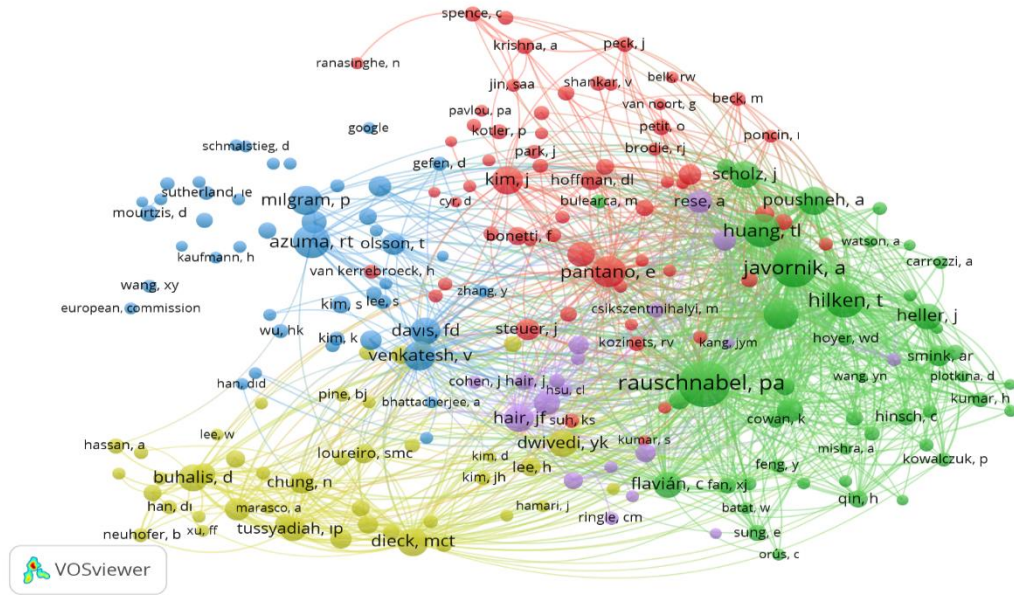 spence, c
krishna, a
peck, j
ranasinghe, n
jin, saa
shankar, v
belk, rw
beck, m
van noort, g
pavlou, pa
google
kotler, p
petit, o
poncin, i
schmalstieg, d
park, j
brodie, rj
gefen, d
scholz, j
kim, j
hoffman, dl
sutherland, ie
milgram, p
cyr, d
bulearca, m
rese, a
poushneh, a
mourtzis, d
huang, tl
azuma, rt
olsson, t
bonetti, f
watson, a
kaufmann, h
carrozzi, a
van kerrebroeck, h
pantano, e
javornik, a
wang, xy
zhang, y
european, commission
kim, s
lee, s
csikszentmihalyi, m
hilken, t
heller, j
wu, hk
kim, k
davis, fd
steuer, j
kozinets, rv
kang, jym
hoyer, wd
venkatesh, v
smink, ar
wang, yn
plotkina, d
han, did
bhattacherjee, a
cohen, j
hair, j
hsu, cl
rauschnabel, pa
kumar, h
pine, bj
hair, jf
suh, ks
cowan, k
hinsch, c
lee, w
hassan, a
dwivedi, yk
kumar, s
mishra, a
loureiro, smc
kim, d
lee, h
feng, y
kowalczuk, p
buhalis, d
chung, n
kim, jh
flavián, c
fan, xj
han, di
marasco, a
hamari, j
batat, w
qin, h
neuhofer, b
xu, ff
tussyadiah, ip
ringle, cm
sung, e
dieck, mct
orús, c
VOSviewer